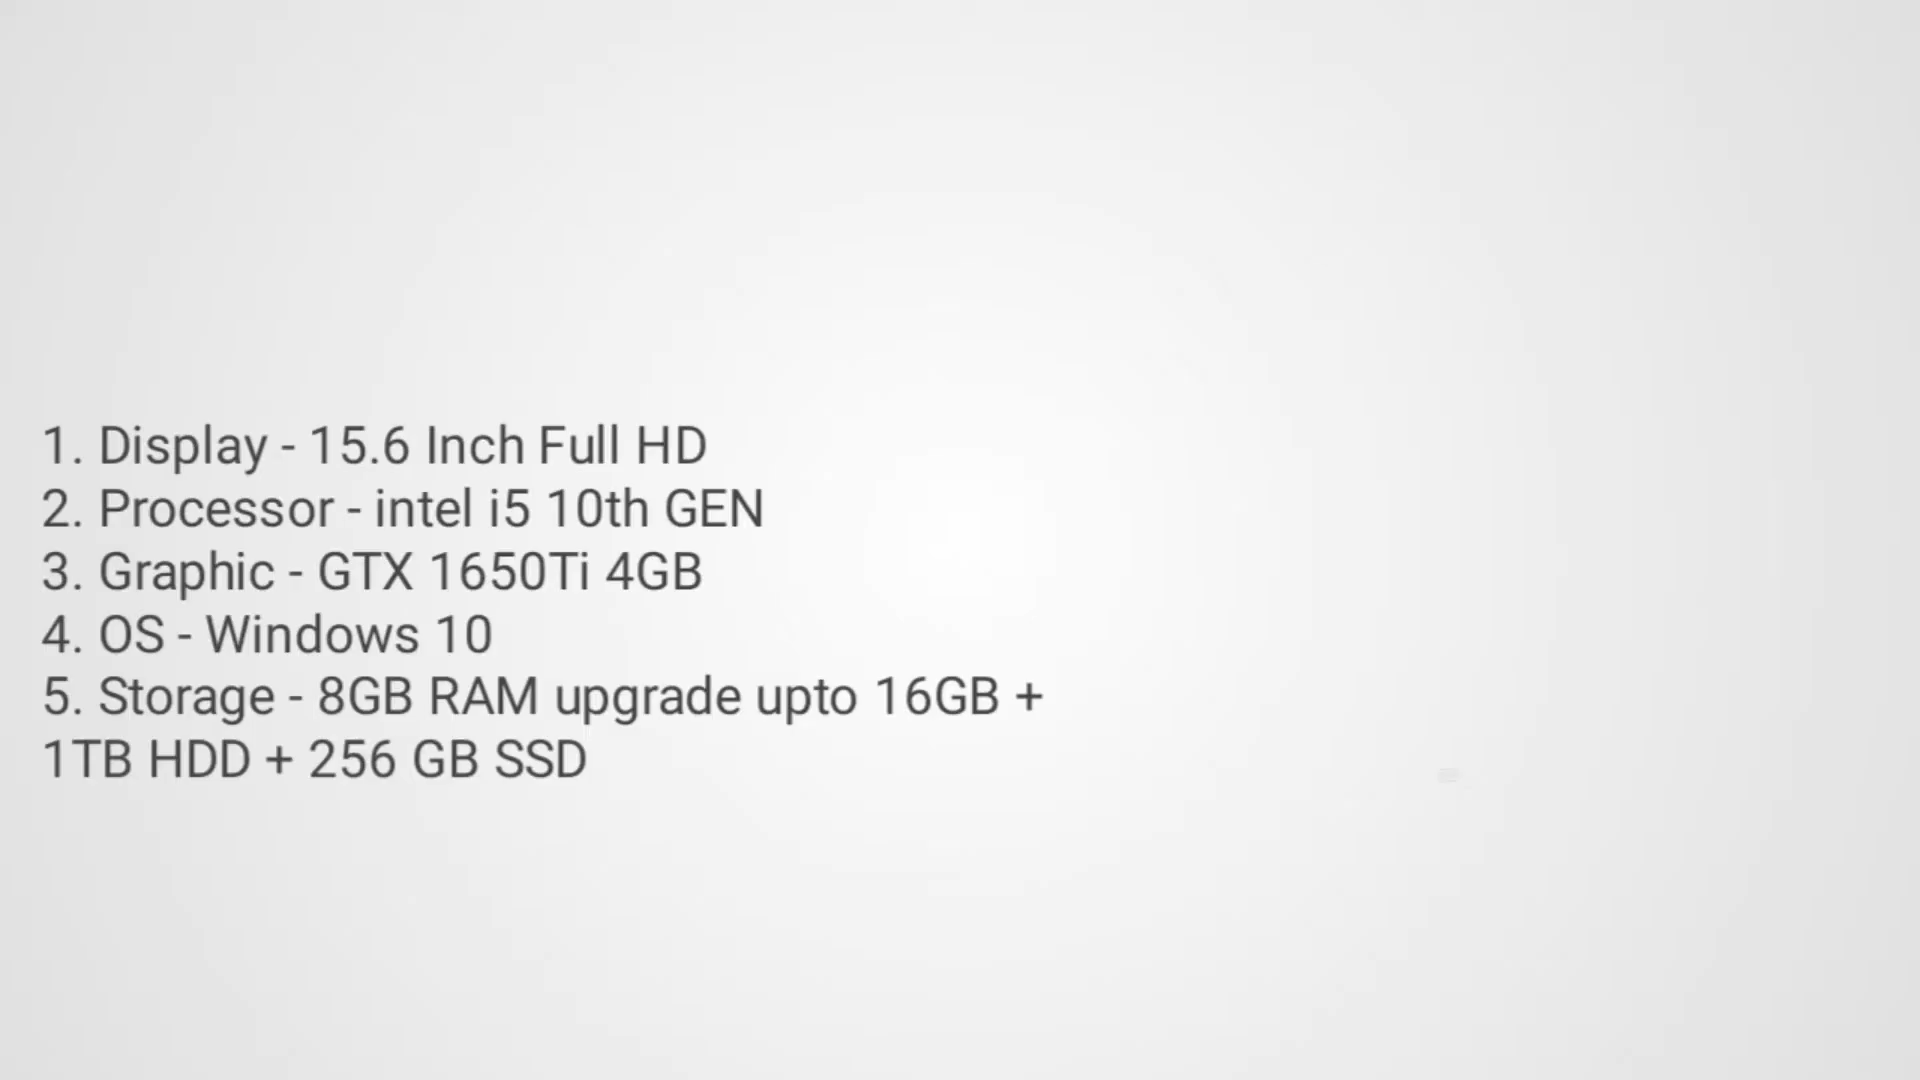 1. Display - 15.6 Inch Full HD
2. Processor - intel i5 10th GEN
3. Graphic - GTX 1650Ti 4GB
4. OS - Windows 10
5. Storage - 8GB RAM upgrade upto 16GB +
1TB HDD + 256 GB SSD